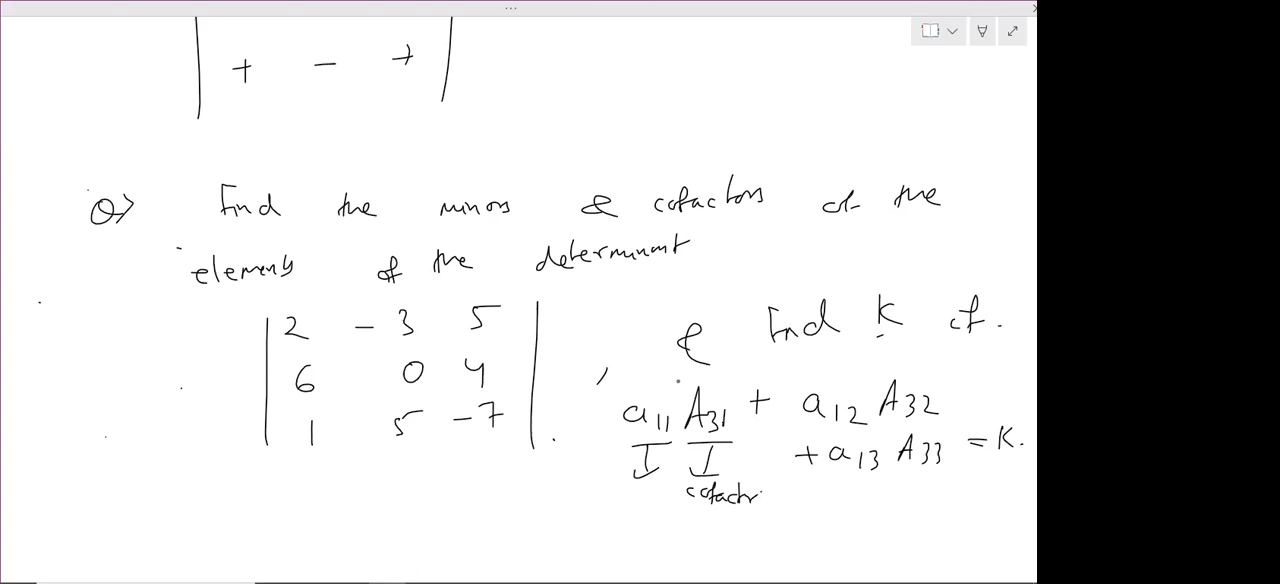 + - +
Q> Find the minors & cofactors of the
elements of the determinant
2 -3 5
6 0 4
1 5 -7 . , & Find K if.
a11 A31 + a12 A32
+ a13 A33 = K.
cofactr.